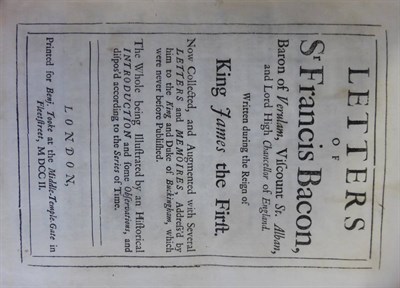 LETTERS
OF
Sr Francis Bacon,
Baron of Verulam, Viscount St. Alban,
and Lord High Chancellor of England.
Written during the Reign of
King James the First.
Now Collected, and Augmented with Several
LETTERS and MEMOIRES, Address'd by
him to the King and Duke of Buckingham, which
were never before Published.
The Whole being Illustrated by an Historical
INTRODUCTION and some Observations, and
dispos'd according to the Series of Time.
LONDON,
Printed for Benj. Tooke at the Middle-Temple Gate in
Fleetstreet, MDCCII.